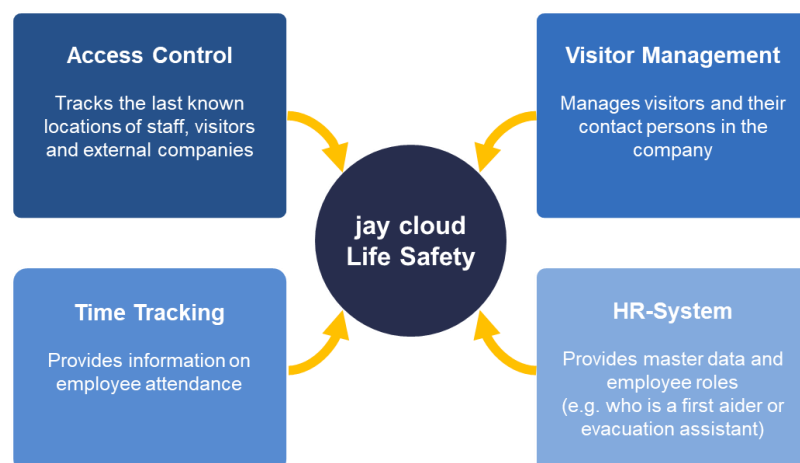 Access Control
Tracks the last known
locations of staff, visitors
and external companies
Visitor Management
Manages visitors and their
contact persons in the
company
jay cloud
Life Safety
Time Tracking
Provides information on
employee attendance
HR-System
Provides master data and
employee roles
(e.g. who is a first aider or
evacuation assistant)